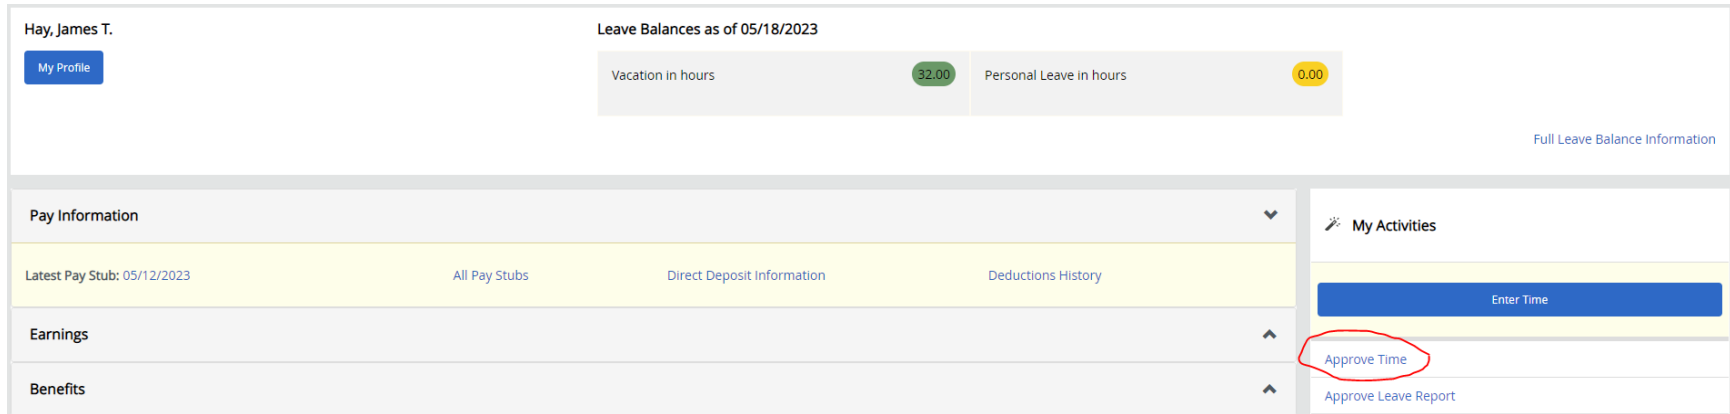 Hay, James T.
My Profile
Leave Balances as of 05/18/2023
Vacation in hours 32.00 Personal Leave in hours 0.00
Full Leave Balance Information
Pay Information
Latest Pay Stub: 05/12/2023 All Pay Stubs Direct Deposit Information Deductions History
Earnings
Benefits
My Activities
Enter Time
Approve Time
Approve Leave Report